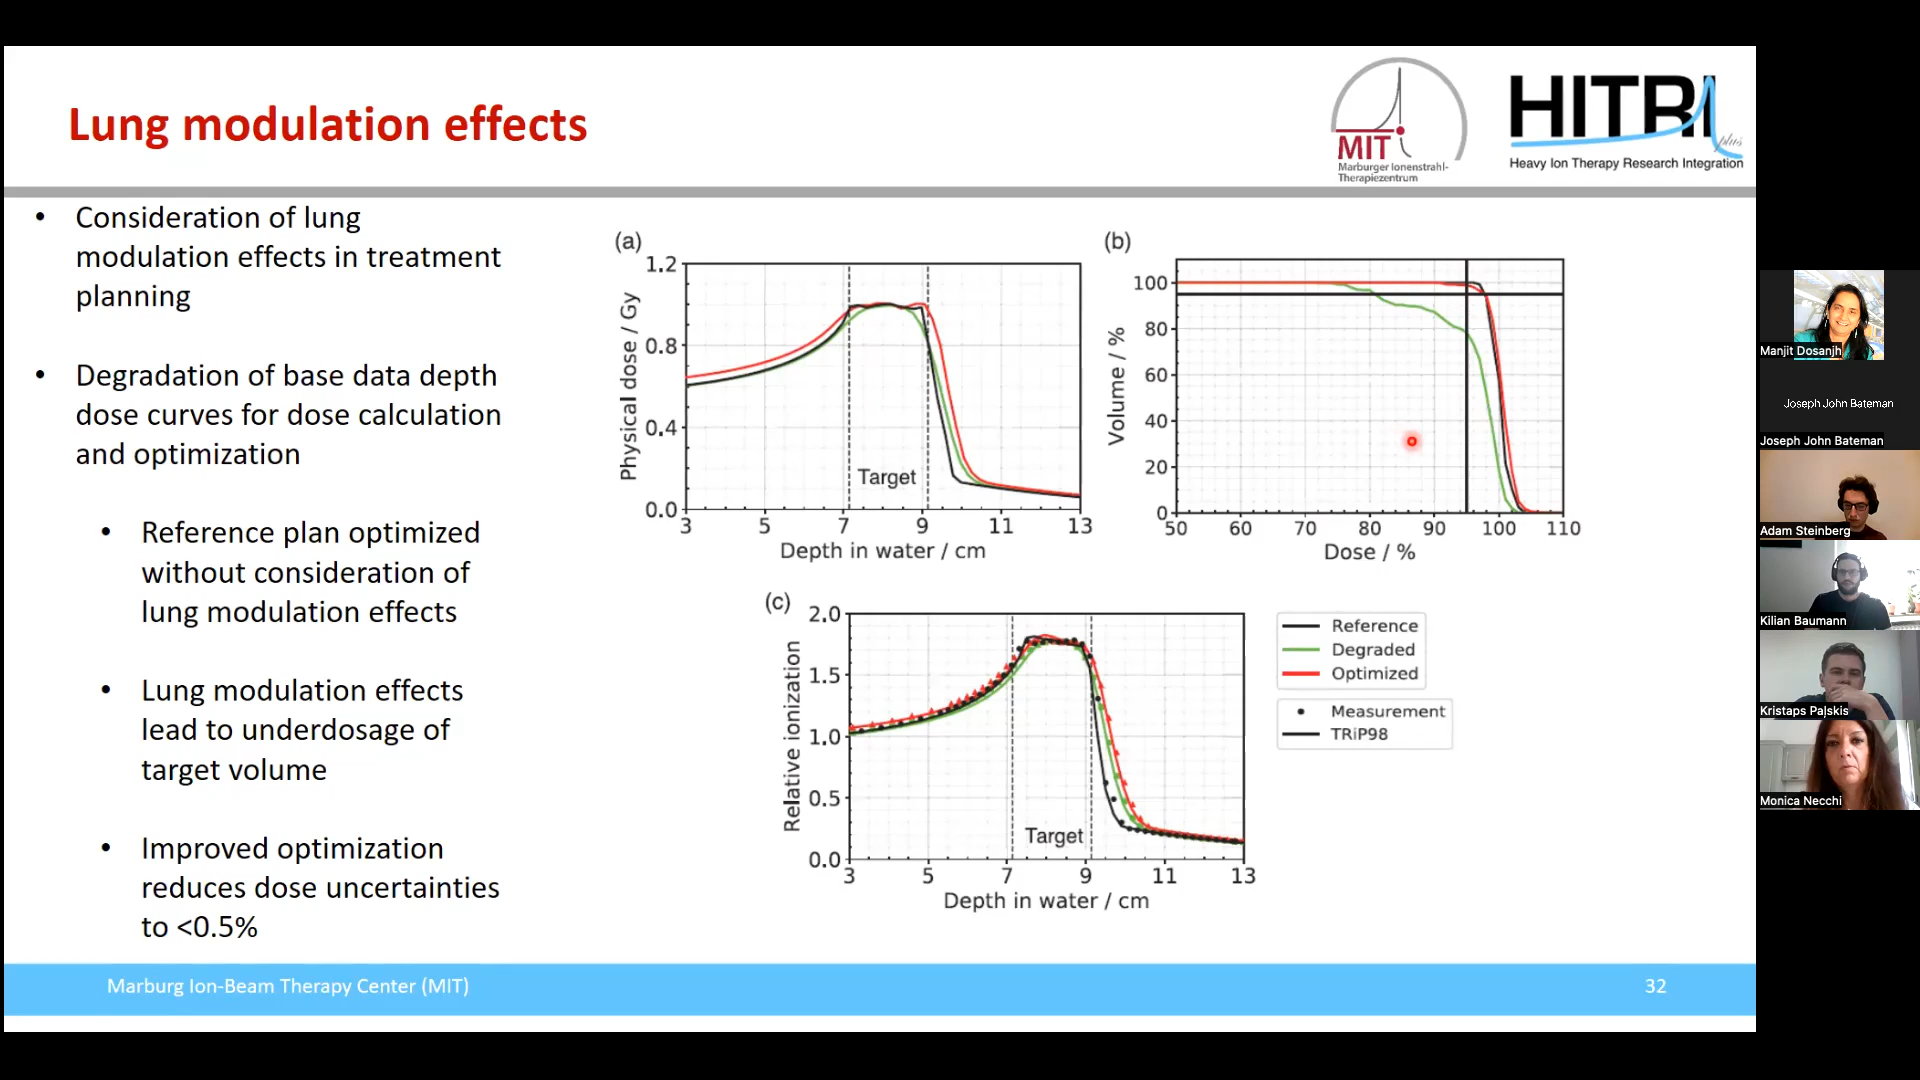 Lung modulation effects
MIT
Marburger Ionenstrahl-
Therapiezentrum
HITRI
plus
Heavy Ion Therapy Research Integration
• Consideration of lung
modulation effects in treatment
planning
• Degradation of base data depth
dose curves for dose calculation
and optimization
• Reference plan optimized
without consideration of
lung modulation effects
• Lung modulation effects
lead to underdosage of
target volume
• Improved optimization
reduces dose uncertainties
to <0.5%
(a)
Physical dose / Gy
1.2
0.8
0.4
0.0
Target
3 5 7 9 11 13
Depth in water / cm
(b)
Volume / %
100
80
60
40
20
0
50 60 70 80 90 100 110
Dose / %
(c)
Relative ionization
2.0
1.5
1.0
0.5
0.0
Target
3 5 7 9 11 13
Depth in water / cm
Reference
Degraded
Optimized
Measurement
TRiP98
Marburg Ion-Beam Therapy Center (MIT)
32
Manjit Dosanjh
Joseph John Bateman
Joseph John Bateman
Adam Steinberg
Kilian Baumann
Kristaps Paļskis
Monica Necchi